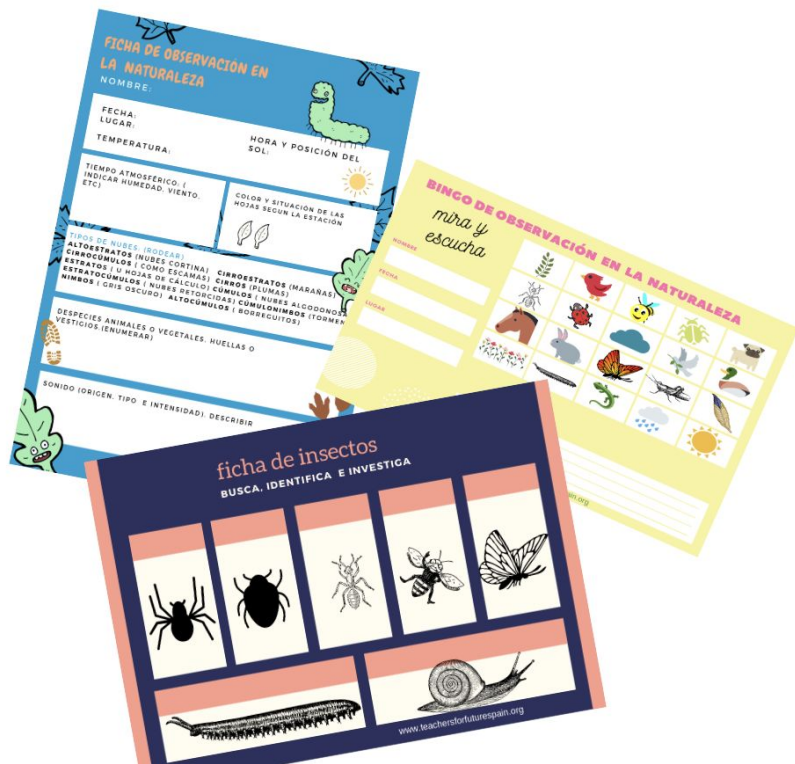 FICHA DE OBSERVACIÓN EN
LA NATURALEZA
NOMBRE:
FECHA:
LUGAR:
TEMPERATURA:
HORA Y POSICIÓN DEL
SOL:
TIEMPO ATMOSFÉRICO: (
INDICAR HUMEDAD, VIENTO,
ETC)
COLOR Y SITUACIÓN DE LAS
HOJAS SEGUN LA ESTACIÓN
TIPOS DE NUBES: (RODEAR)
ALTOESTRATOS (NUBES CORTINA) CIRROESTRATOS (MARAÑAS)
CIRROCÚMULOS ( COMO ESCAMAS) CIRROS (PLUMAS)
ESTRATOS ( U HOJAS DE CÁLCULO) CÚMULOS ( NUBES ALGODONOSA
ESTRATOCÚMULOS ( NUBES RETORCIDAS) CÚMULONIMBOS (TORMEN
NIMBOS ( GRIS OSCURO) ALTOCÚMULOS ( BORREGUITOS)
DESPECIES ANIMALES O VEGETALES, HUELLAS O
VESTIGIOS.(ENUMERAR)
SONIDO (ORIGEN, TIPO E INTENSIDAD). DESCRIBIR
BINGO DE OBSERVACIÓN EN LA NATURALEZA
mira y
escucha
NOMBRE
FECHA
LUGAR
ain.org
ficha de insectos
BUSCA, IDENTIFICA E INVESTIGA
www.teachersforfuturespain.org